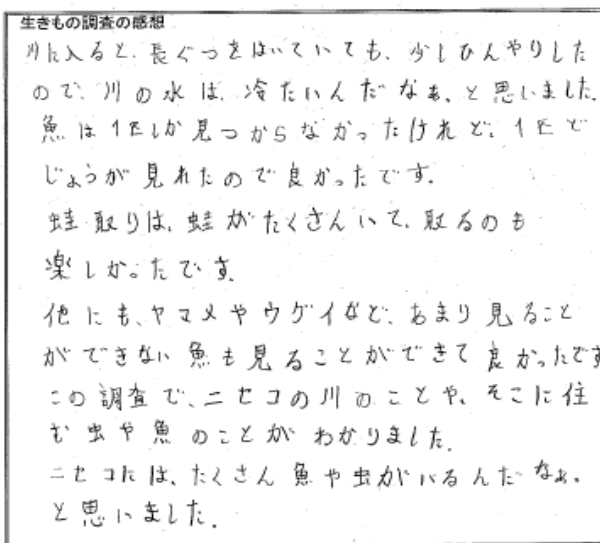 生きもの調査の感想
川に入ると、長ぐつをはいていても、少しひんやりした
ので、川の水は、冷たいんだなぁ、と思いました。
魚は1匹しか見つからなかったけれど、1匹ど
じょうが見れたので良かったです。
蛙取りは、蛙がたくさんいて、取るのも
楽しかったです。
他にも、ヤマメやウグイなど、あまり見ること
ができない魚も見ることができて良かったです
この調査で、ニセコの川のことや、そこに住
む虫や魚のことがわかりました。
ニセコには、たくさん魚や虫がいるんだなぁ。
と思いました。